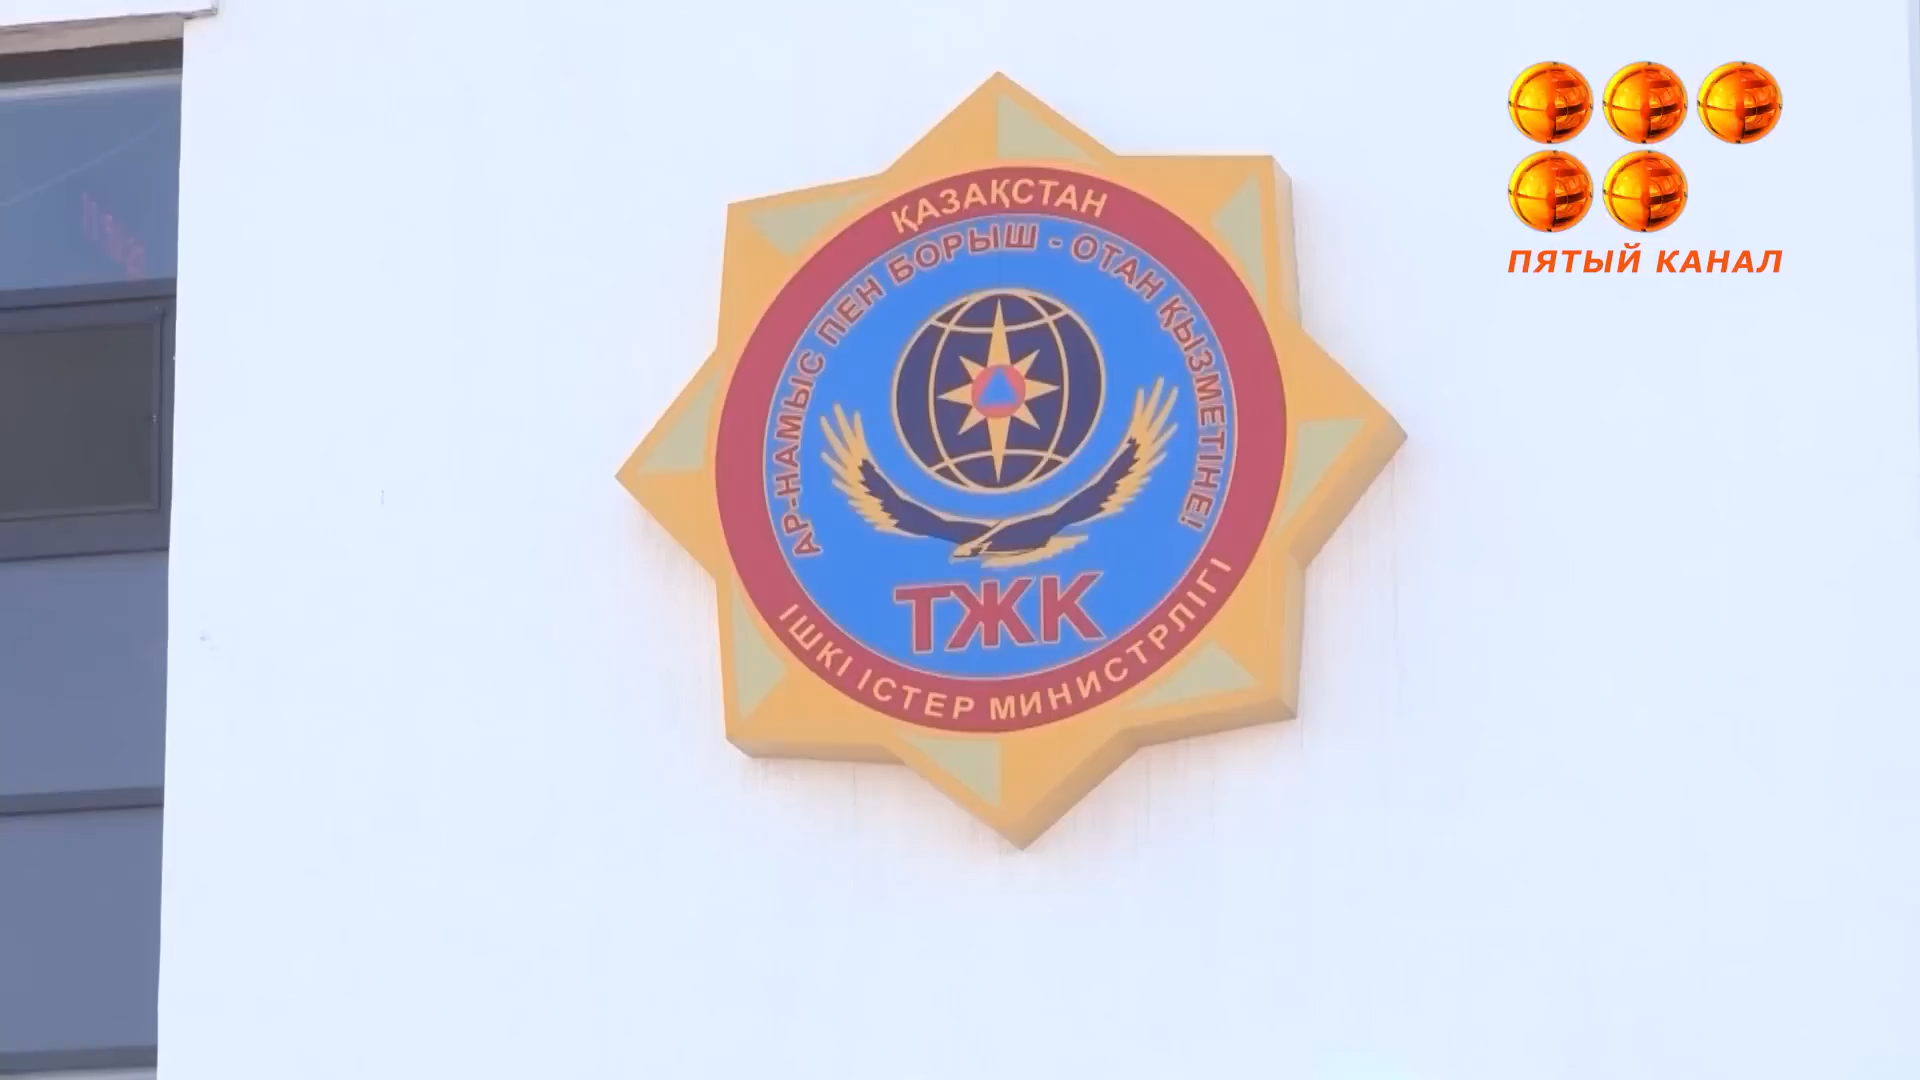 ПЯТЫЙ КАНАЛ
ҚАЗАҚСТАН
АР-НАМЫС ПЕН БОРЫШ - ОТАН ҚЫЗМЕТІНЕ!
ТЖК
ІШКІ ІСТЕР МИНИСТРЛІГІ